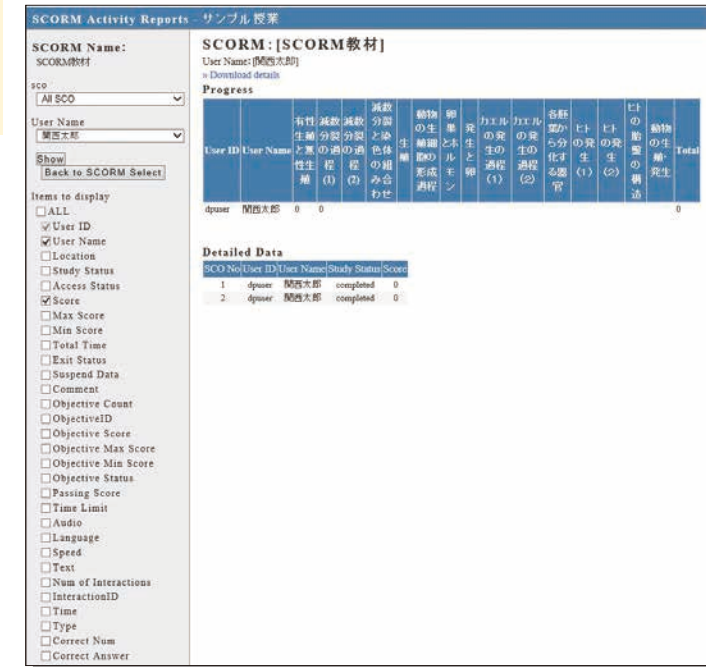 SCORM Activity Reports - サンプル授業
SCORM Name:
SCORM教材
sco
All SCO
User Name
関西太郎
Show
Back to SCORM Select
Items to display
ALL
User ID
User Name
Location
Study Status
Access Status
Score
Max Score
Min Score
Total Time
Exit Status
Suspend Data
Comment
Objective Count
ObjectiveID
Objective Score
Objective Max Score
Objective Min Score
Objective Status
Passing Score
Time Limit
Audio
Language
Speed
Text
Num of Interactions
InteractionID
Time
Type
Correct Num
Correct Answer
SCORM:[SCORM教材]
User Name:[関西太郎]
» Download details
Progress
User ID
User Name
有性生殖と無性生殖
減数分裂の過程(1)
減数分裂の過程(2)
減数分裂と染色体の組み合わせ
生殖
動物の生殖細胞の形成過程
卵巣とホルモン
発生と卵
カエルの発生の過程(1)
カエルの発生の過程(2)
各胚葉から分化する器官
ヒトの発生(1)
ヒトの発生(2)
ヒトの胎盤の構造
動物の生殖・発生
Total
dpuser 関西太郎 0 0 0
Detailed Data
SCO No User ID User Name Study Status Score
1 dpuser 関西太郎 completed 0
2 dpuser 関西太郎 completed 0